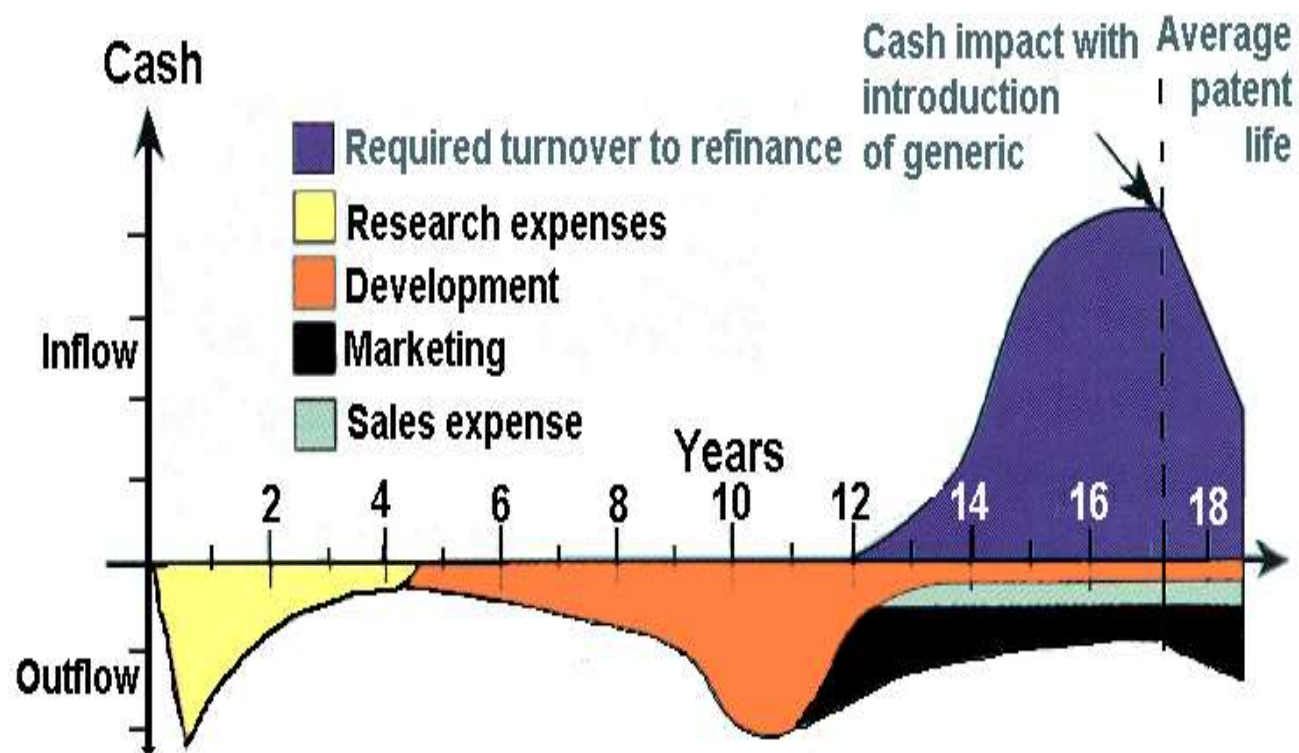 Cash
Cash impact with
introduction
of generic
Average
patent
life
Required turnover to refinance
Research expenses
Development
Marketing
Sales expense
Inflow
Years
2 4 6 8 10 12 14 16 18
Outflow